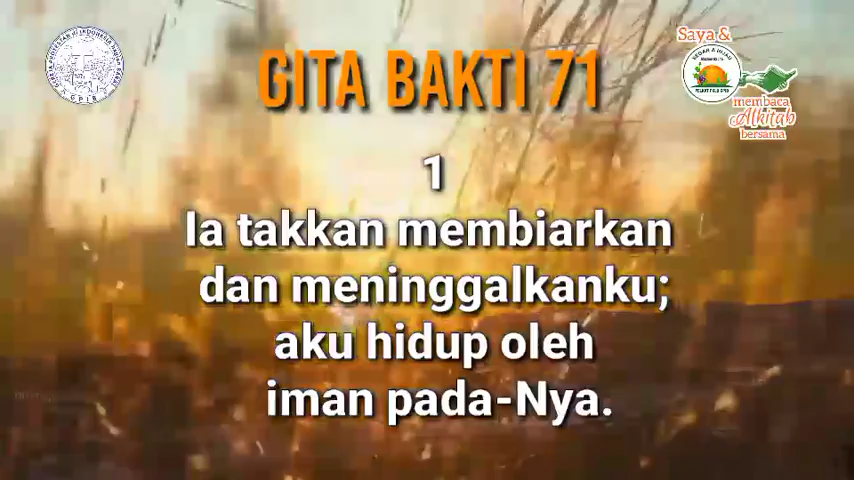 GITA BAKTI 71
Saya &
membaca
Alkitab
bersama
1
Ia takkan membiarkan
dan meninggalkanku;
aku hidup oleh
iman pada-Nya.